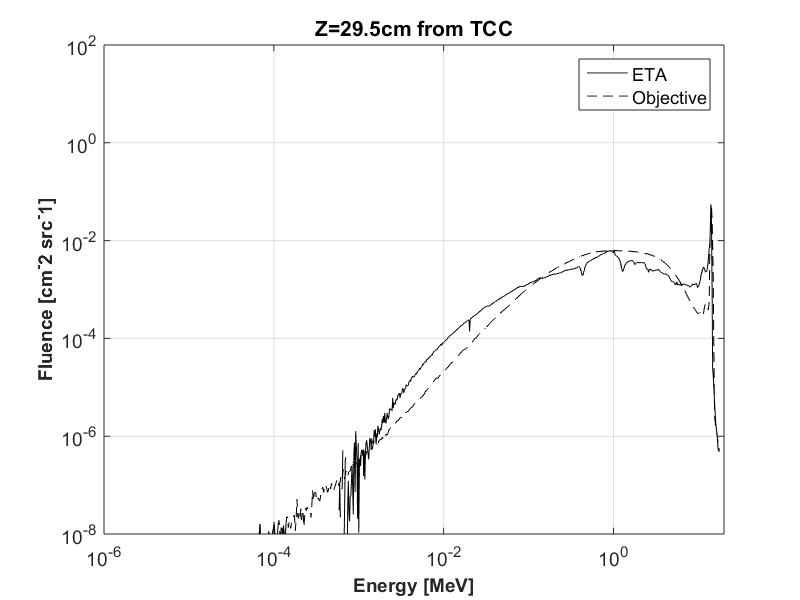 Z=29.5cm from TCC
10^2
10^0
10^-2
10^-4
10^-6
10^-8
Fluence [cm^-2 src^-1]
ETA
Objective
10^-6
10^-4
10^-2
10^0
Energy [MeV]